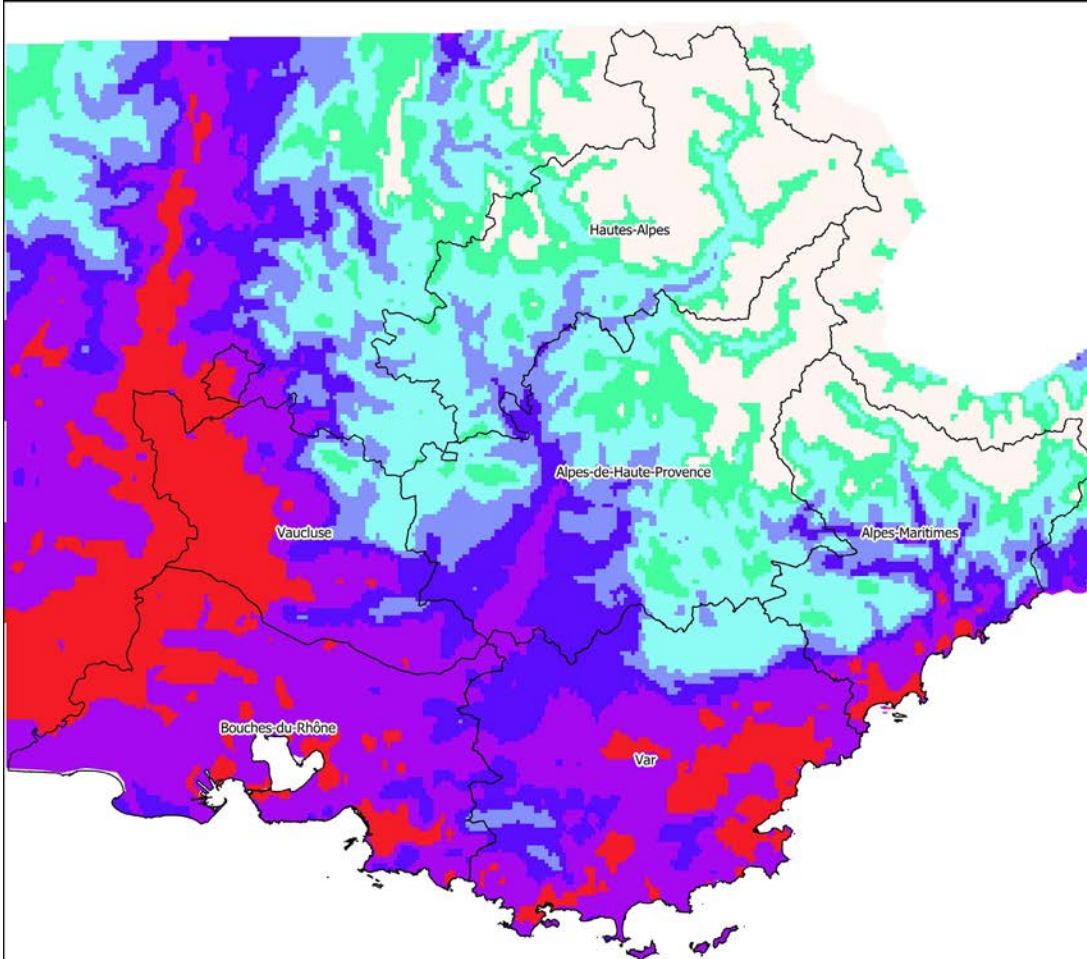 Hautes-Alpes
Alpes-de-Haute-Provence
Vaucluse
Alpes-Maritimes
Bouches-du-Rhône
Var